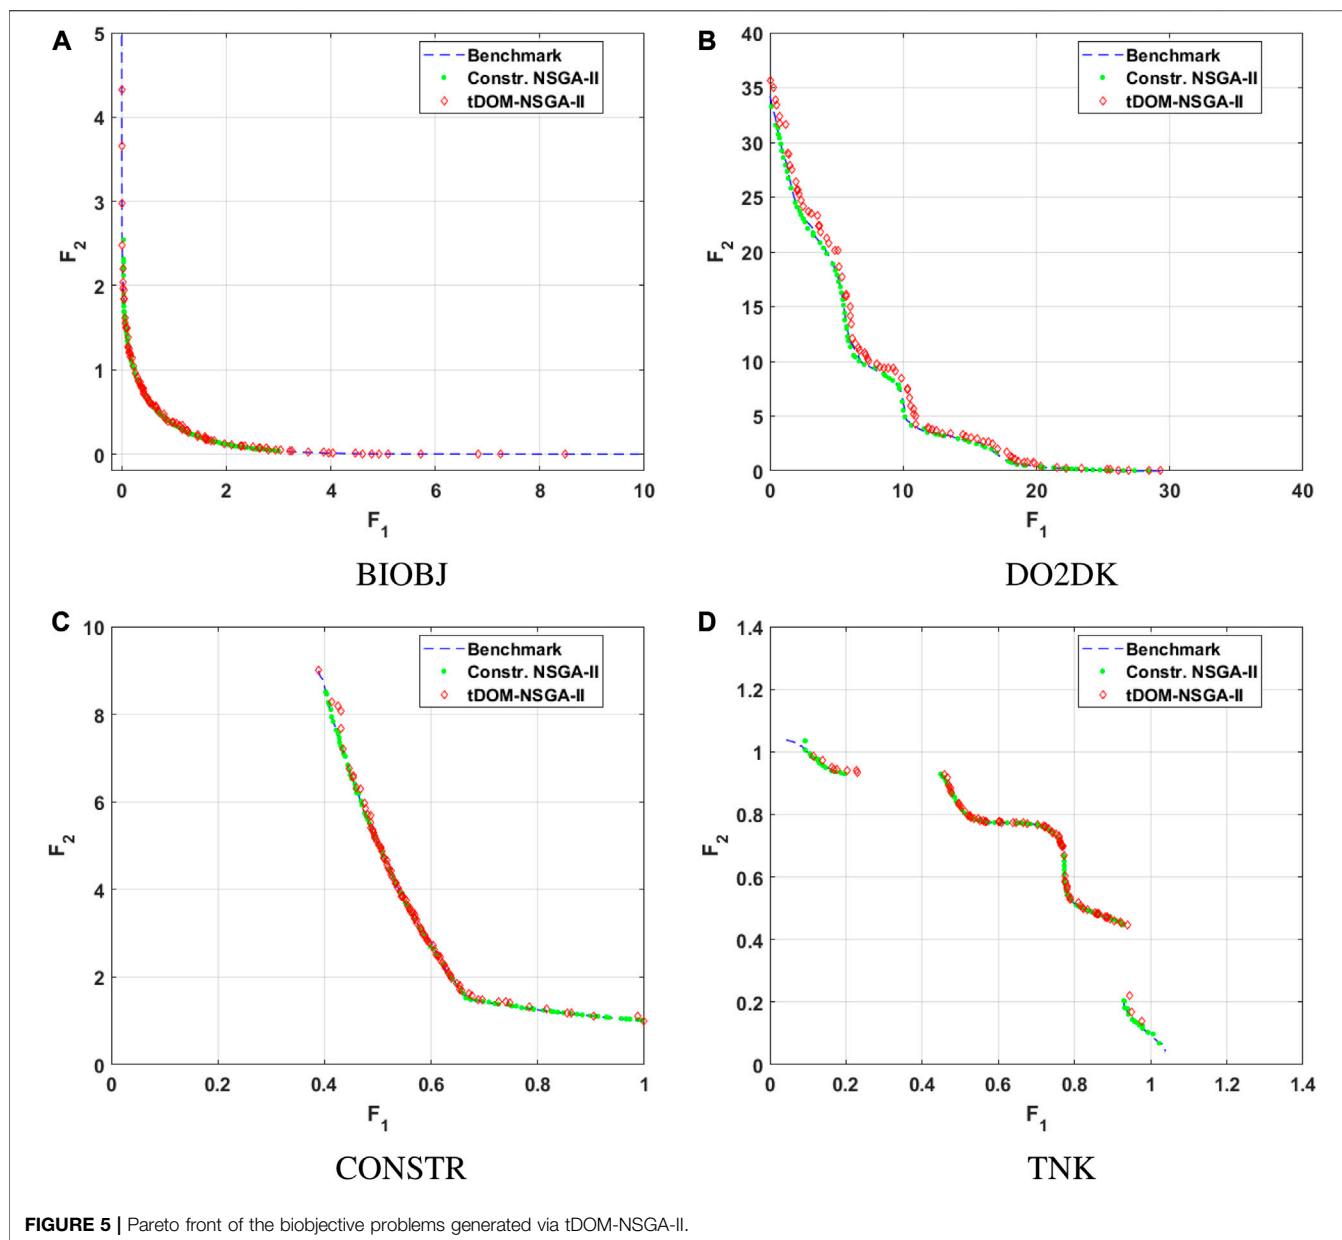 A
Benchmark
Constr. NSGA-II
tDOM-NSGA-II
5
4
3
2
1
0
F2
0 2 4 6 8 10
F1
BIOBJ
B
Benchmark
Constr. NSGA-II
tDOM-NSGA-II
40
35
30
25
20
15
10
5
0
F2
0 10 20 30 40
F1
DO2DK
C
Benchmark
Constr. NSGA-II
tDOM-NSGA-II
10
8
6
4
2
0
F2
0 0.2 0.4 0.6 0.8 1
F1
CONSTR
D
Benchmark
Constr. NSGA-II
tDOM-NSGA-II
1.4
1.2
1
0.8
0.6
0.4
0.2
0
F2
0 0.2 0.4 0.6 0.8 1 1.2 1.4
F1
TNK
FIGURE 5 | Pareto front of the biobjective problems generated via tDOM-NSGA-II.